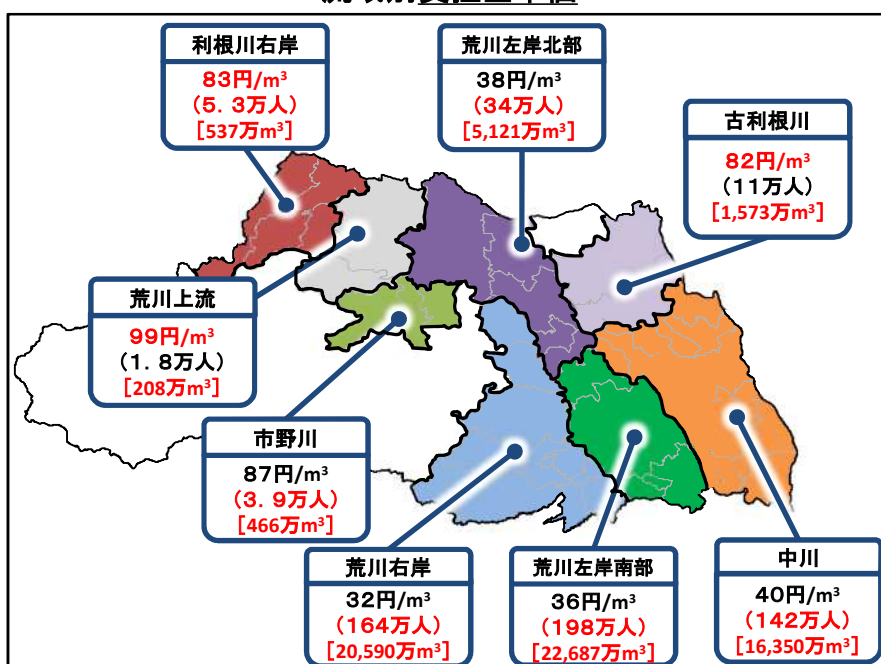 利根川右岸
83円/m³
(5.3万人)
[537万m³]
荒川左岸北部
38円/m³
(34万人)
[5,121万m³]
古利根川
82円/m³
(11万人)
[1,573万m³]
荒川上流
99円/m³
(1.8万人)
[208万m³]
市野川
87円/m³
(3.9万人)
[466万m³]
荒川右岸
32円/m³
(164万人)
[20,590万m³]
荒川左岸南部
36円/m³
(198万人)
[22,687万m³]
中川
40円/m³
(142万人)
[16,350万m³]